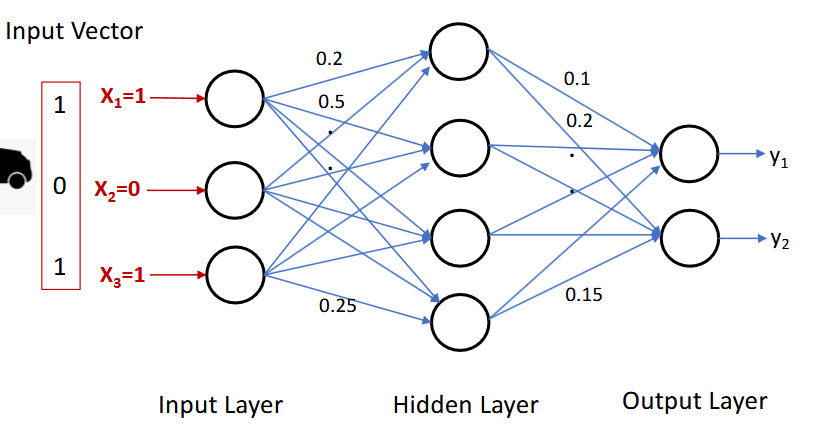 Input Vector
1
0
1
X₁=1
X₂=0
X₃=1
0.2
0.5
.
.
0.25
0.1
0.2
.
.
0.15
y₁
y₂
Input Layer
Hidden Layer
Output Layer